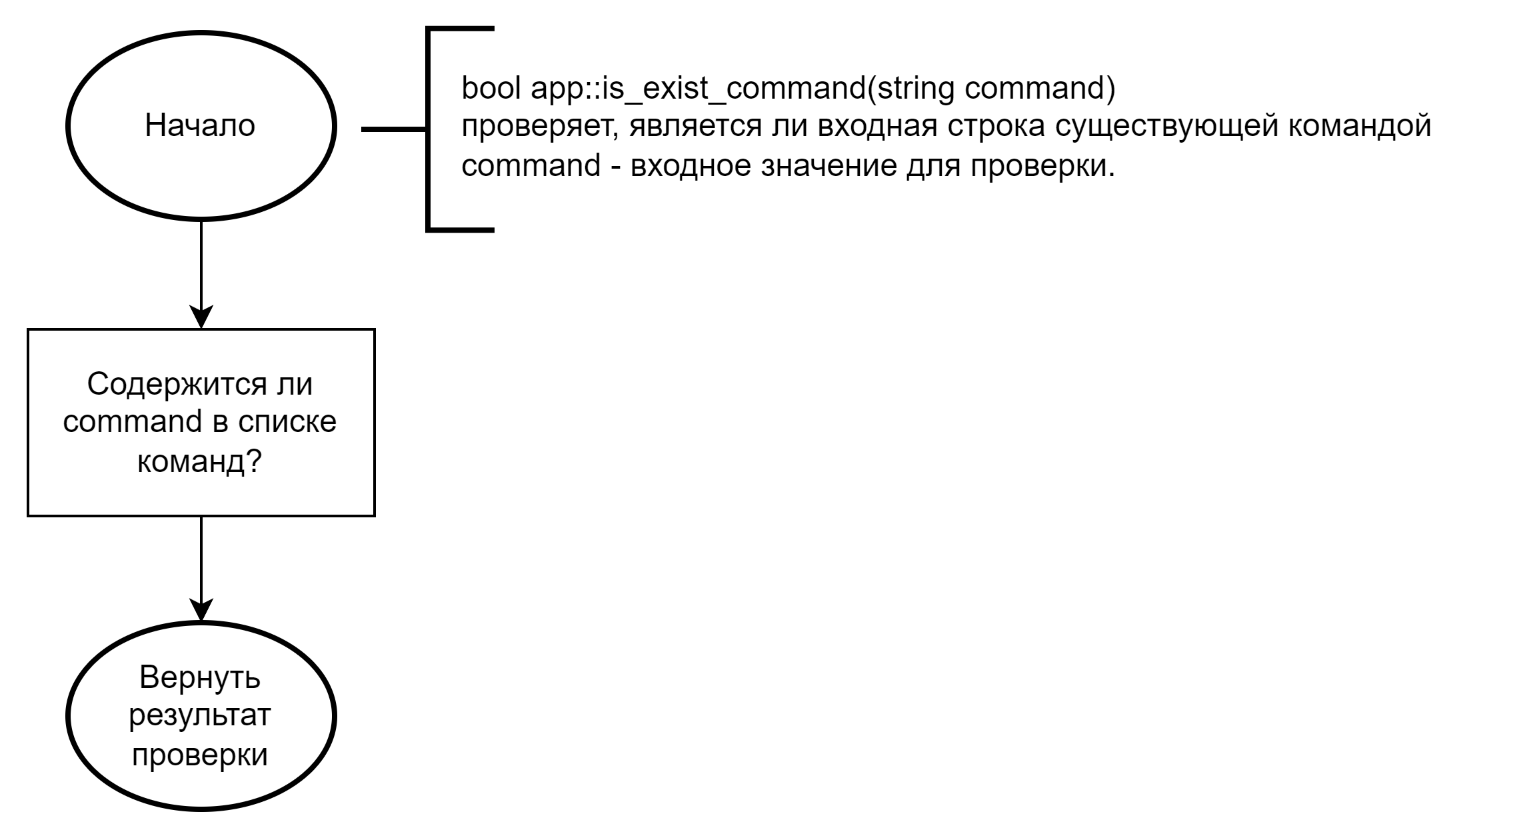 Начало
bool app::is_exist_command(string command)
проверяет, является ли входная строка существующей командой
command - входное значение для проверки.
Содержится ли
command в списке
команд?
Вернуть
результат
проверки